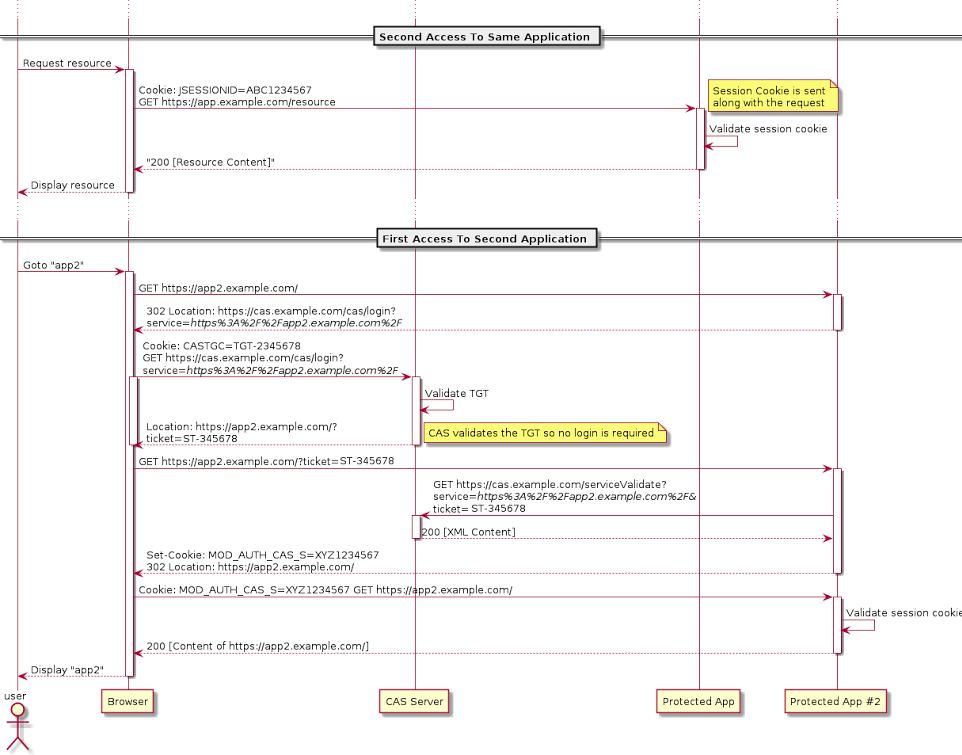 Second Access To Same Application
Request resource
Cookie: JSESSIONID=ABC1234567
GET https://app.example.com/resource
Session Cookie is sent
along with the request
Validate session cookie
"200 [Resource Content]"
Display resource
First Access To Second Application
Goto "app2"
GET https://app2.example.com/
302 Location: https://cas.example.com/cas/login?
service=https%3A%2F%2Fapp2.example.com%2F
Cookie: CASTGC=TGT-2345678
GET https://cas.example.com/cas/login?
service=https%3A%2F%2Fapp2.example.com%2F
Validate TGT
Location: https://app2.example.com/?
ticket=ST-345678
CAS validates the TGT so no login is required
GET https://app2.example.com/?ticket=ST-345678
GET https://cas.example.com/serviceValidate?
service=https%3A%2F%2Fapp2.example.com%2F&
ticket= ST-345678
200 [XML Content]
Set-Cookie: MOD_AUTH_CAS_S=XYZ1234567
302 Location: https://app2.example.com/
Cookie: MOD_AUTH_CAS_S=XYZ1234567 GET https://app2.example.com/
Validate session cookie
200 [Content of https://app2.example.com/]
Display "app2"
user
Browser
CAS Server
Protected App
Protected App #2